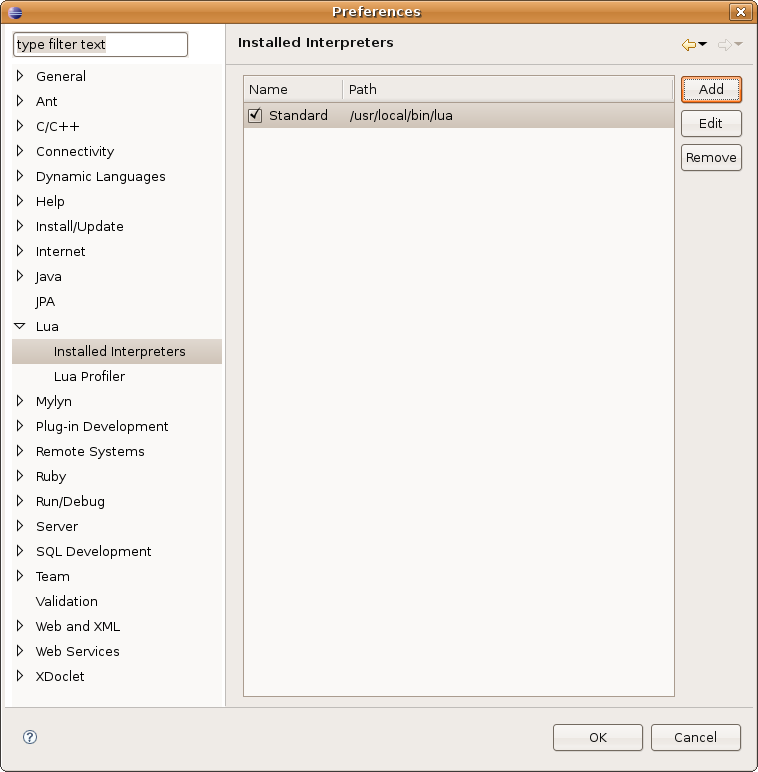 Preferences
type filter text
General
Ant
C/C++
Connectivity
Dynamic Languages
Help
Install/Update
Internet
Java
JPA
Lua
Installed Interpreters
Lua Profiler
Mylyn
Plug-in Development
Remote Systems
Ruby
Run/Debug
Server
SQL Development
Team
Validation
Web and XML
Web Services
XDoclet
Installed Interpreters
Name Path
Standard /usr/local/bin/lua
Add
Edit
Remove
?
OK Cancel